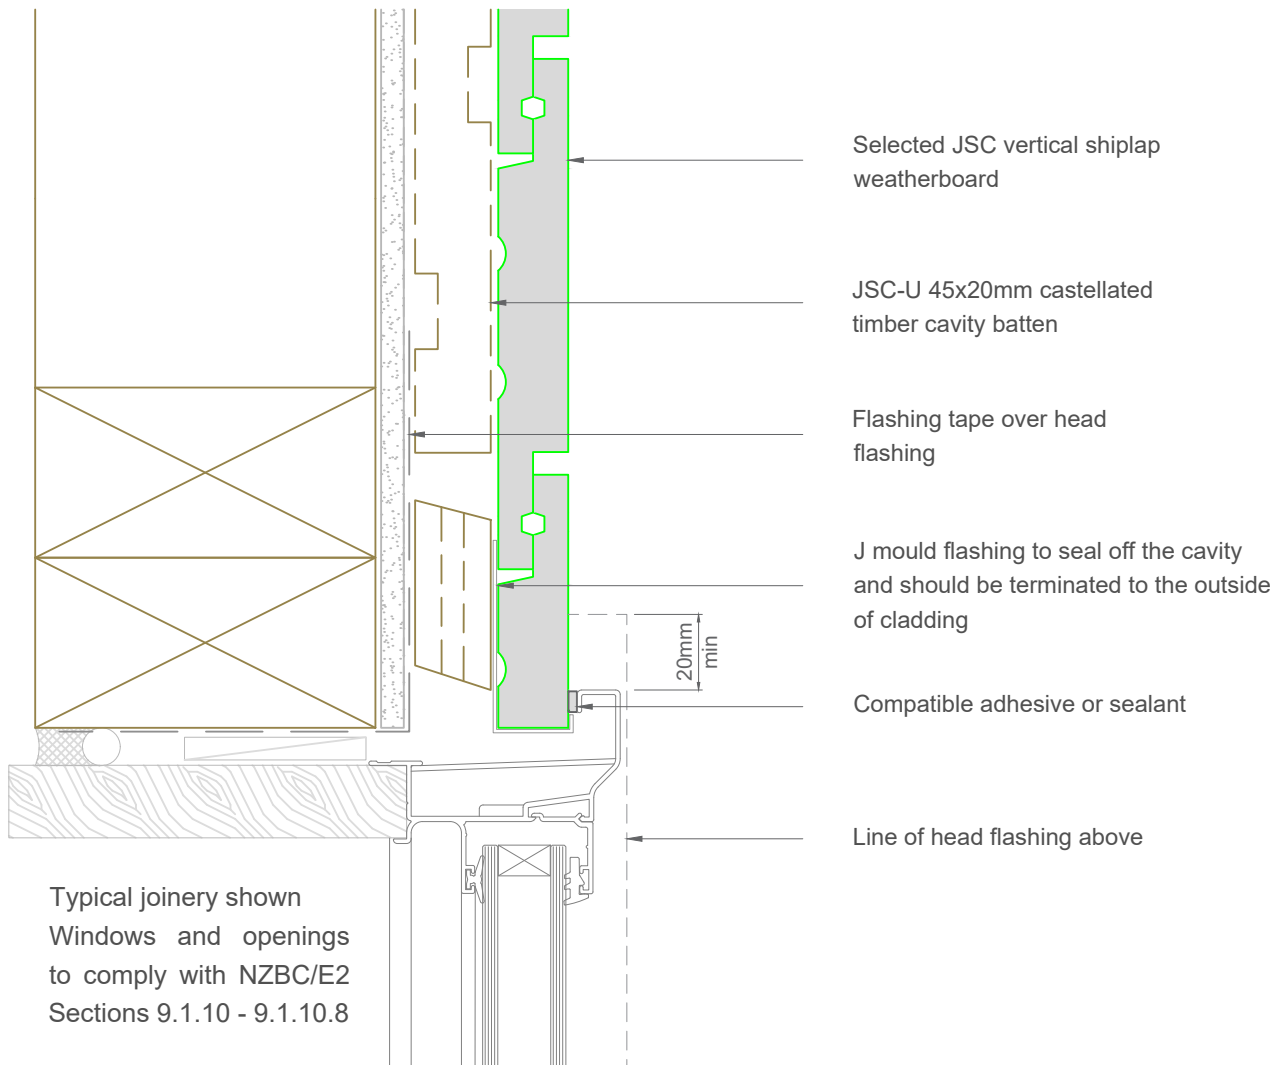 Selected JSC vertical shiplap
weatherboard
JSC-U 45x20mm castellated
timber cavity batten
Flashing tape over head
flashing
J mould flashing to seal off the cavity
and should be terminated to the outside
of cladding
20mm
min
Compatible adhesive or sealant
Line of head flashing above
Typical joinery shown
Windows and openings
to comply with NZBC/E2
Sections 9.1.10 - 9.1.10.8